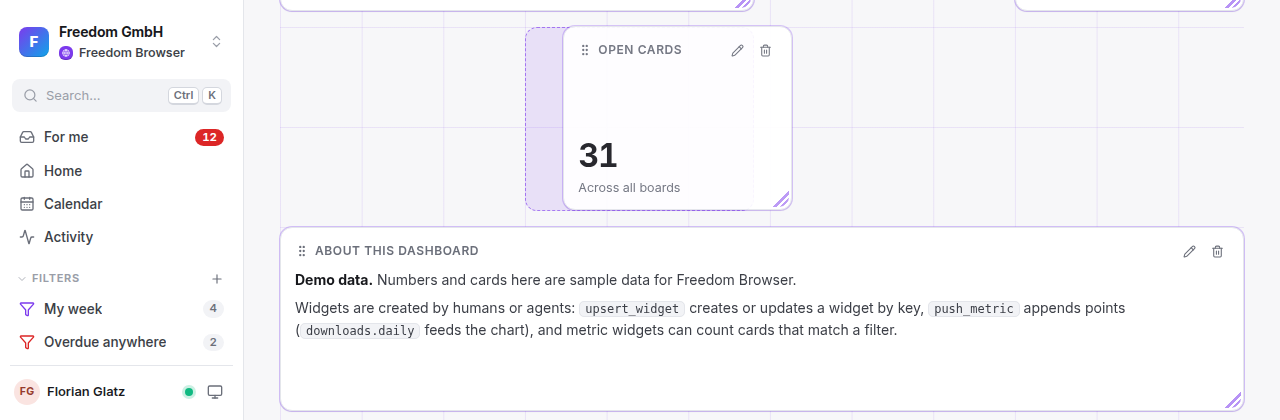 F
Freedom GmbH
Freedom Browser
Search...
Ctrl K
For me
12
Home
Calendar
Activity
FILTERS
My week
4
Overdue anywhere
2
FG
Florian Glatz
OPEN CARDS
31
Across all boards
ABOUT THIS DASHBOARD
Demo data. Numbers and cards here are sample data for Freedom Browser.
Widgets are created by humans or agents: upsert_widget creates or updates a widget by key, push_metric appends points
(downloads.daily feeds the chart), and metric widgets can count cards that match a filter.